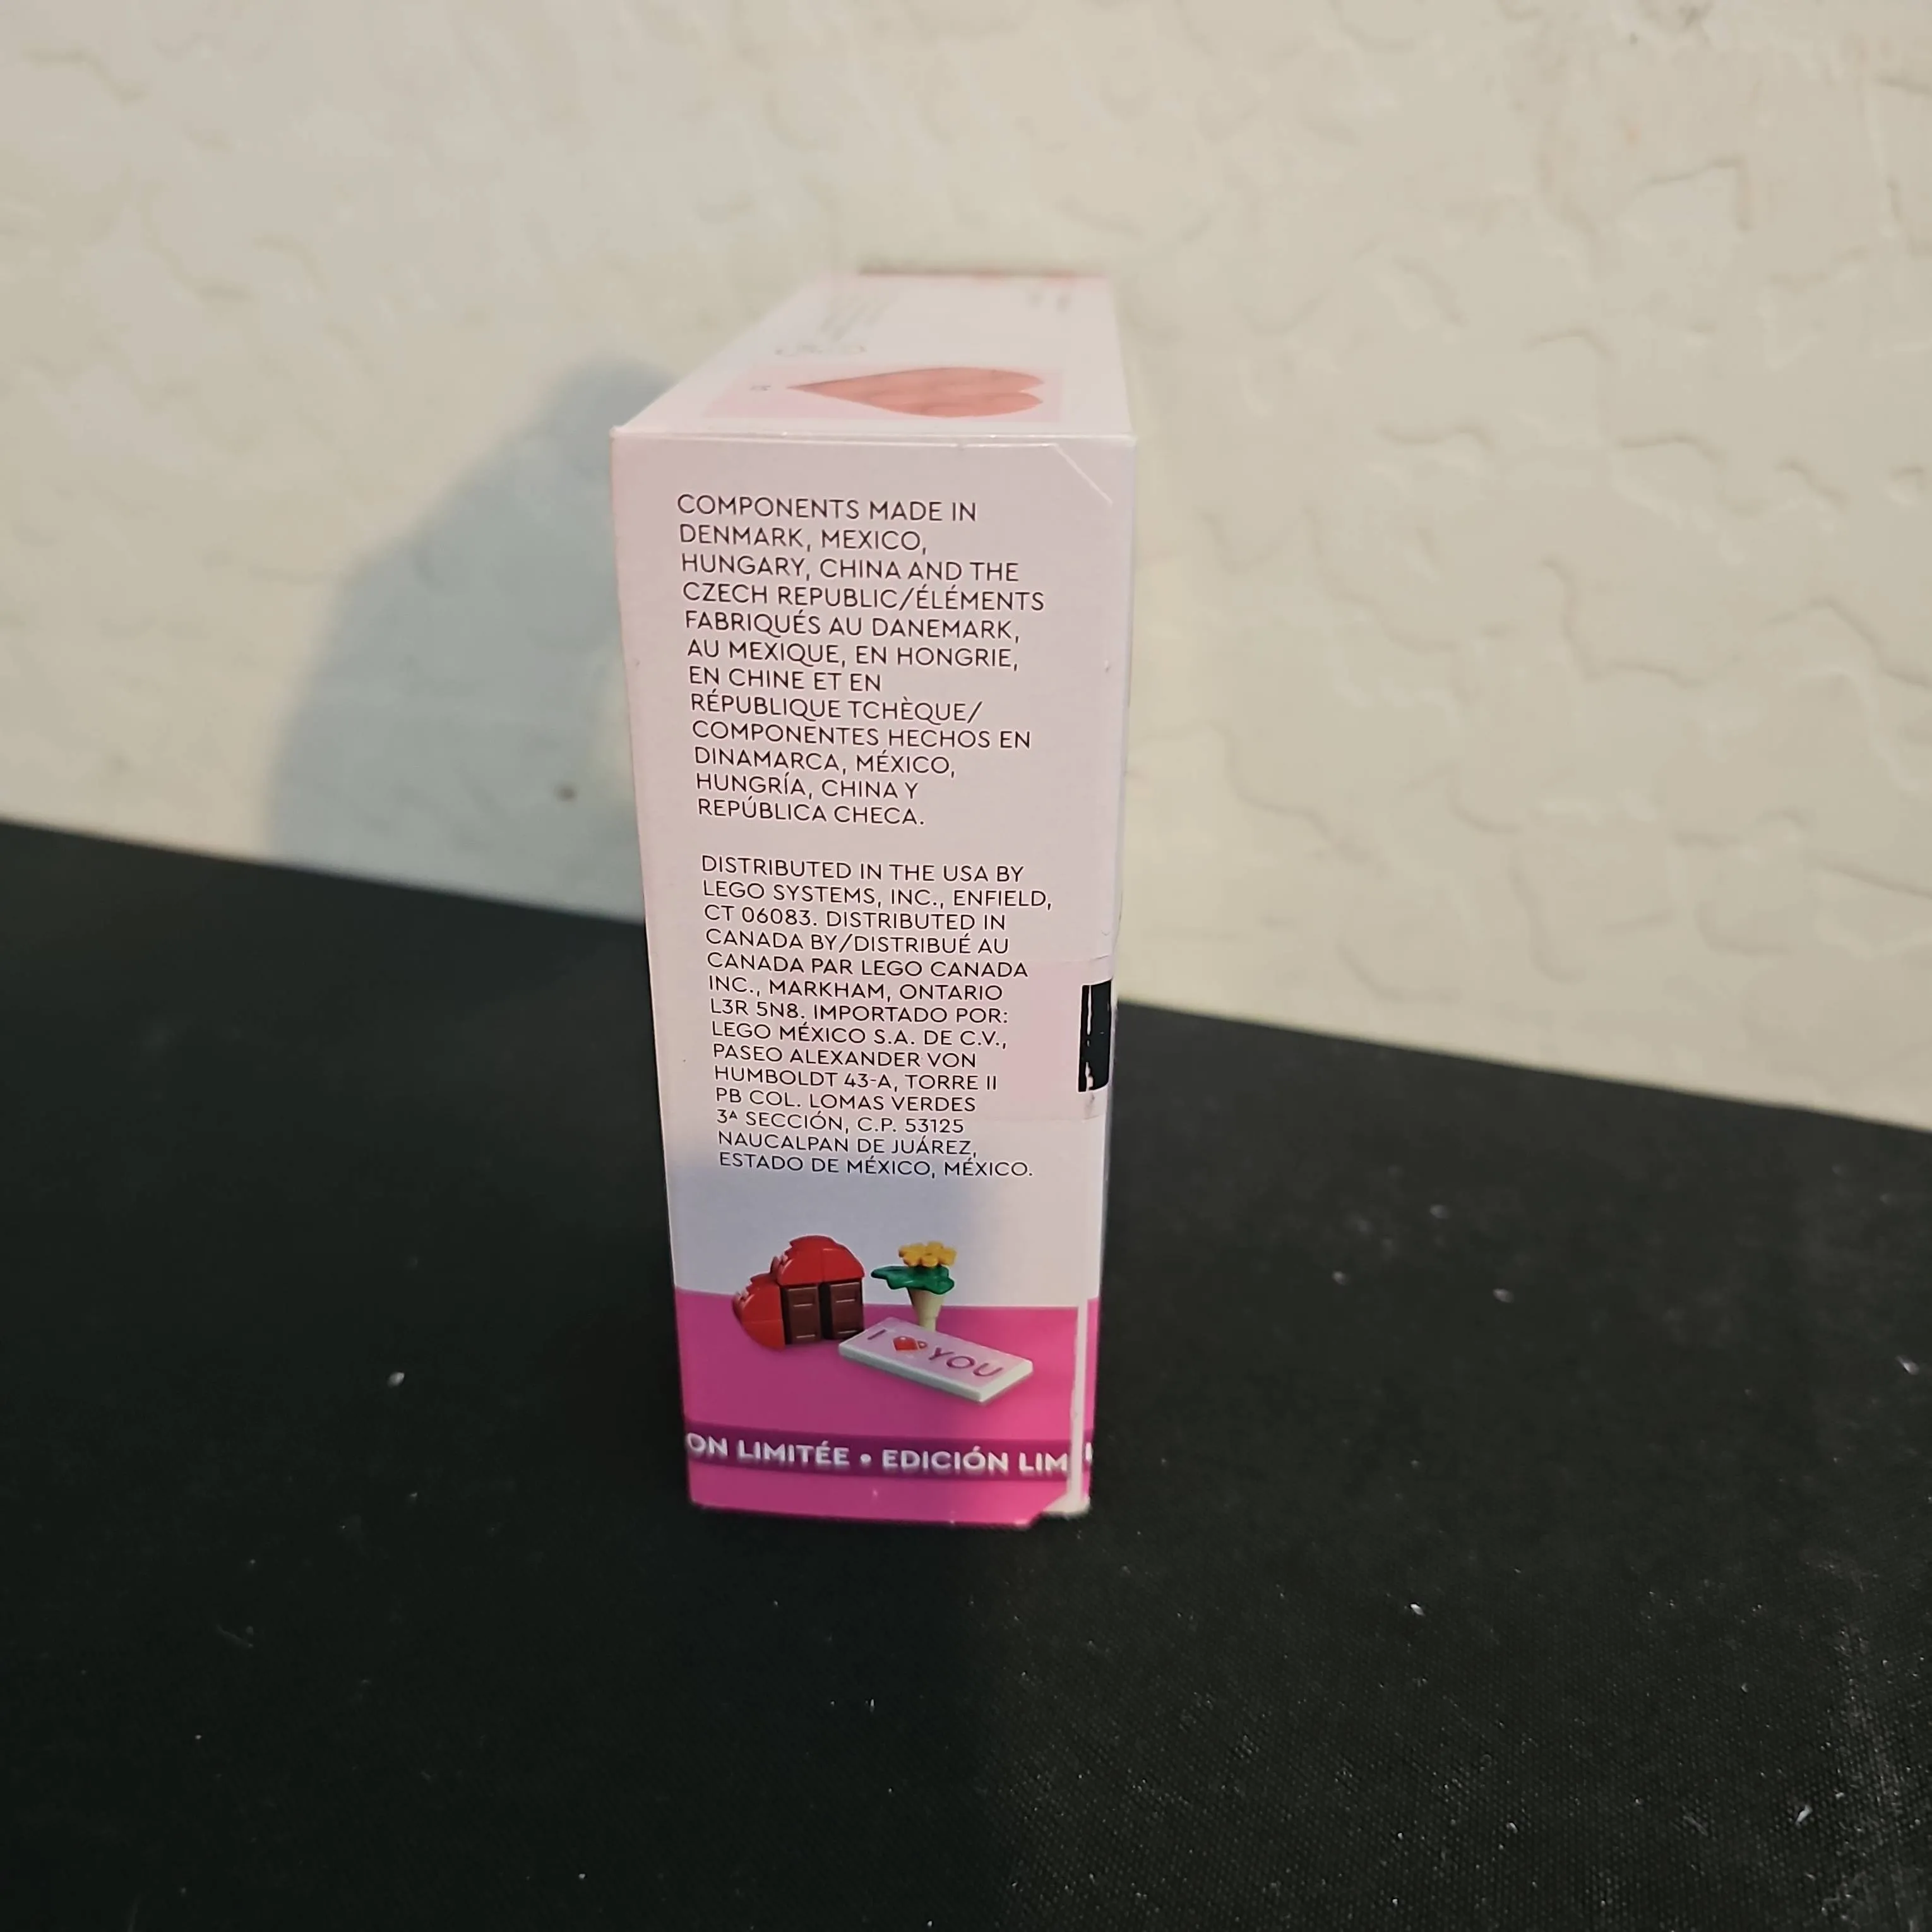 COMPONENTS MADE IN
DENMARK, MEXICO,
HUNGARY, CHINA AND THE
CZECH REPUBLIC/ÉLÉMENTS
FABRIQUÉS AU DANEMARK,
AU MEXIQUE, EN HONGRIE,
EN CHINE ET EN
RÉPUBLIQUE TCHÈQUE/
COMPONENTES HECHOS EN
DINAMARCA, MÉXICO,
HUNGRÍA, CHINA Y
REPÚBLICA CHECA.
DISTRIBUTED IN THE USA BY
LEGO SYSTEMS, INC., ENFIELD,
CT 06083. DISTRIBUTED IN
CANADA BY/DISTRIBUÉ AU
CANADA PAR LEGO CANADA
INC., MARKHAM, ONTARIO
L3R 5N8. IMPORTADO POR:
LEGO MÉXICO S.A. DE C.V.,
PASEO ALEXANDER VON
HUMBOLDT 43-A, TORRE II
PB COL. LOMAS VERDES
3ᴬ SECCIÓN, C.P. 53125
NAUCALPAN DE JUÁREZ,
ESTADO DE MÉXICO, MÉXICO.
I YOU
ON LIMITÉE • EDICIÓN LIM